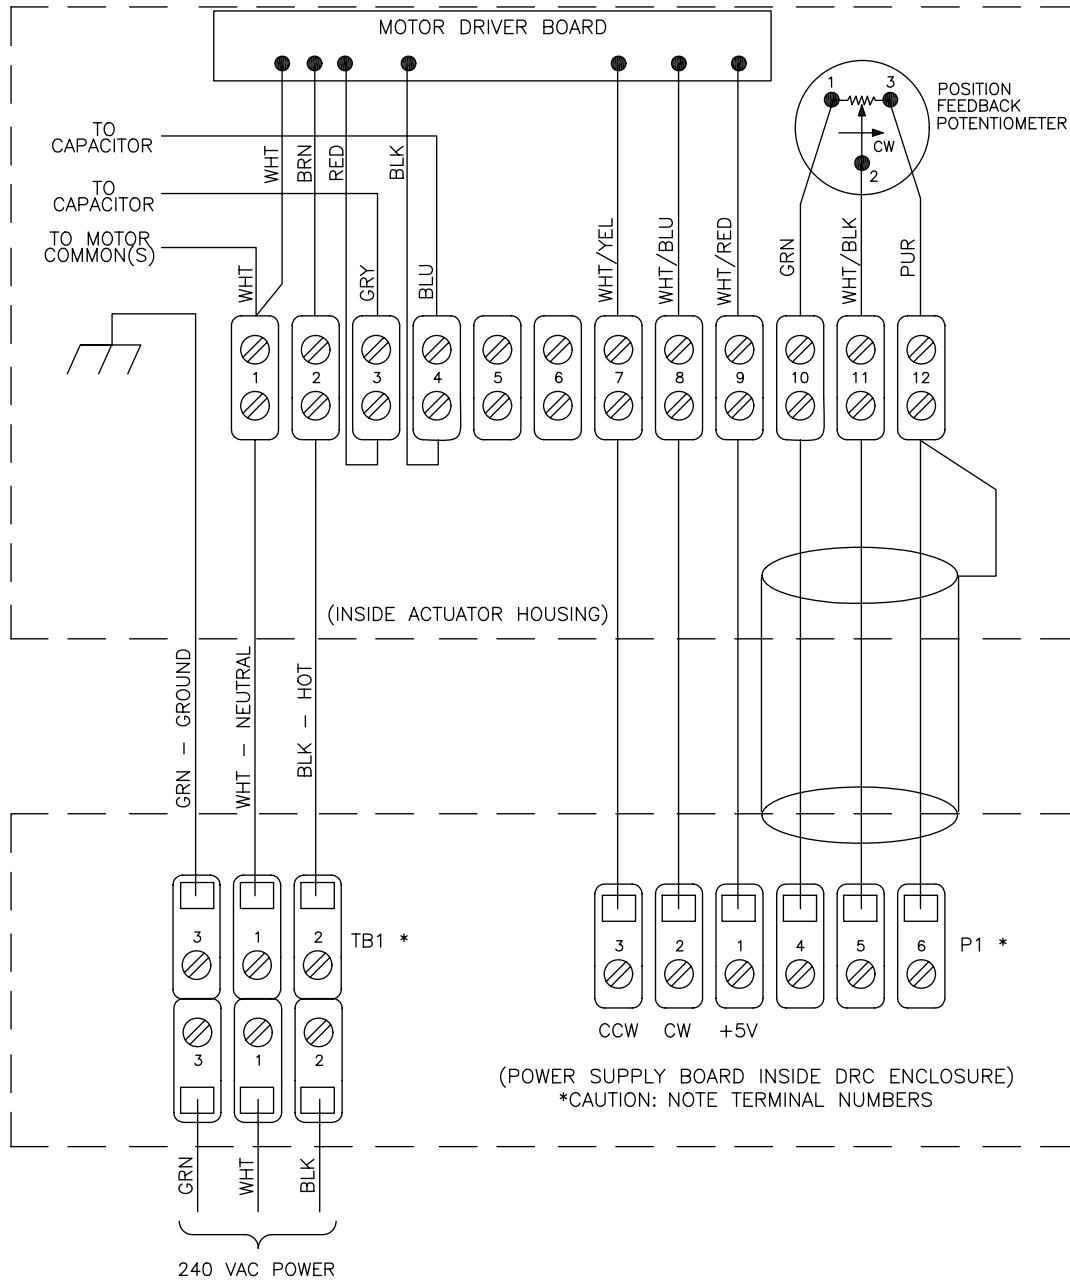 MOTOR DRIVER BOARD
1 3
POSITION
FEEDBACK
POTENTIOMETER
CW
2
TO
CAPACITOR
TO
CAPACITOR
TO MOTOR
COMMON(S)
WHT
BRN
RED
BLK
WHT
GRY
BLU
WHT/YEL
WHT/BLU
WHT/RED
GRN
WHT/BLK
PUR
1 2 3 4 5 6 7 8 9 10 11 12
(INSIDE ACTUATOR HOUSING)
GRN - GROUND
WHT - NEUTRAL
BLK - HOT
3 1 2 TB1 *
3 2 1 4 5 6 P1 *
CCW CW +5V
3 1 2
(POWER SUPPLY BOARD INSIDE DRC ENCLOSURE)
*CAUTION: NOTE TERMINAL NUMBERS
GRN
WHT
BLK
240 VAC POWER